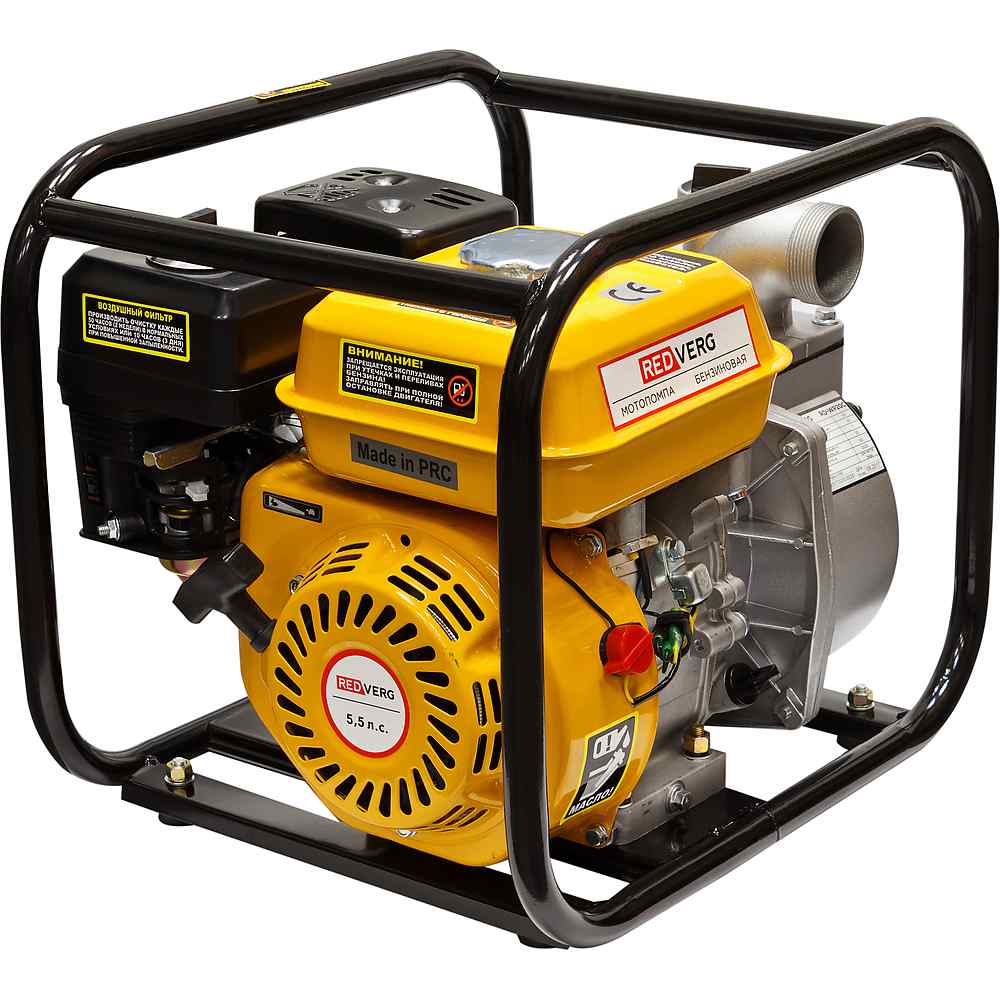 ВОЗДУШНЫЙ ФИЛЬТР
ПРОИЗВОДИТЬ ОЧИСТКУ КАЖДЫЕ
50 ЧАСОВ (2 НЕДЕЛИ) В НОРМАЛЬНЫХ
УСЛОВИЯХ ИЛИ 10 ЧАСОВ (3 ДНЯ)
ПРИ ПОВЫШЕННОЙ ЗАПЫЛЕННОСТИ.
ВНИМАНИЕ!
ЗАПРЕЩАЕТСЯ ЭКСПЛУАТАЦИЯ
ПРИ УТЕЧКАХ И ПЕРЕЛИВАХ
БЕНЗИНА!
ЗАПРАВЛЯТЬ ПРИ ПОЛНОЙ
ОСТАНОВКЕ ДВИГАТЕЛЯ!
CE
REDVERG
МОТОПОМПА БЕНЗИНОВАЯ
Made in PRC
REDVERG
5,5 л.с.
МАСЛО!